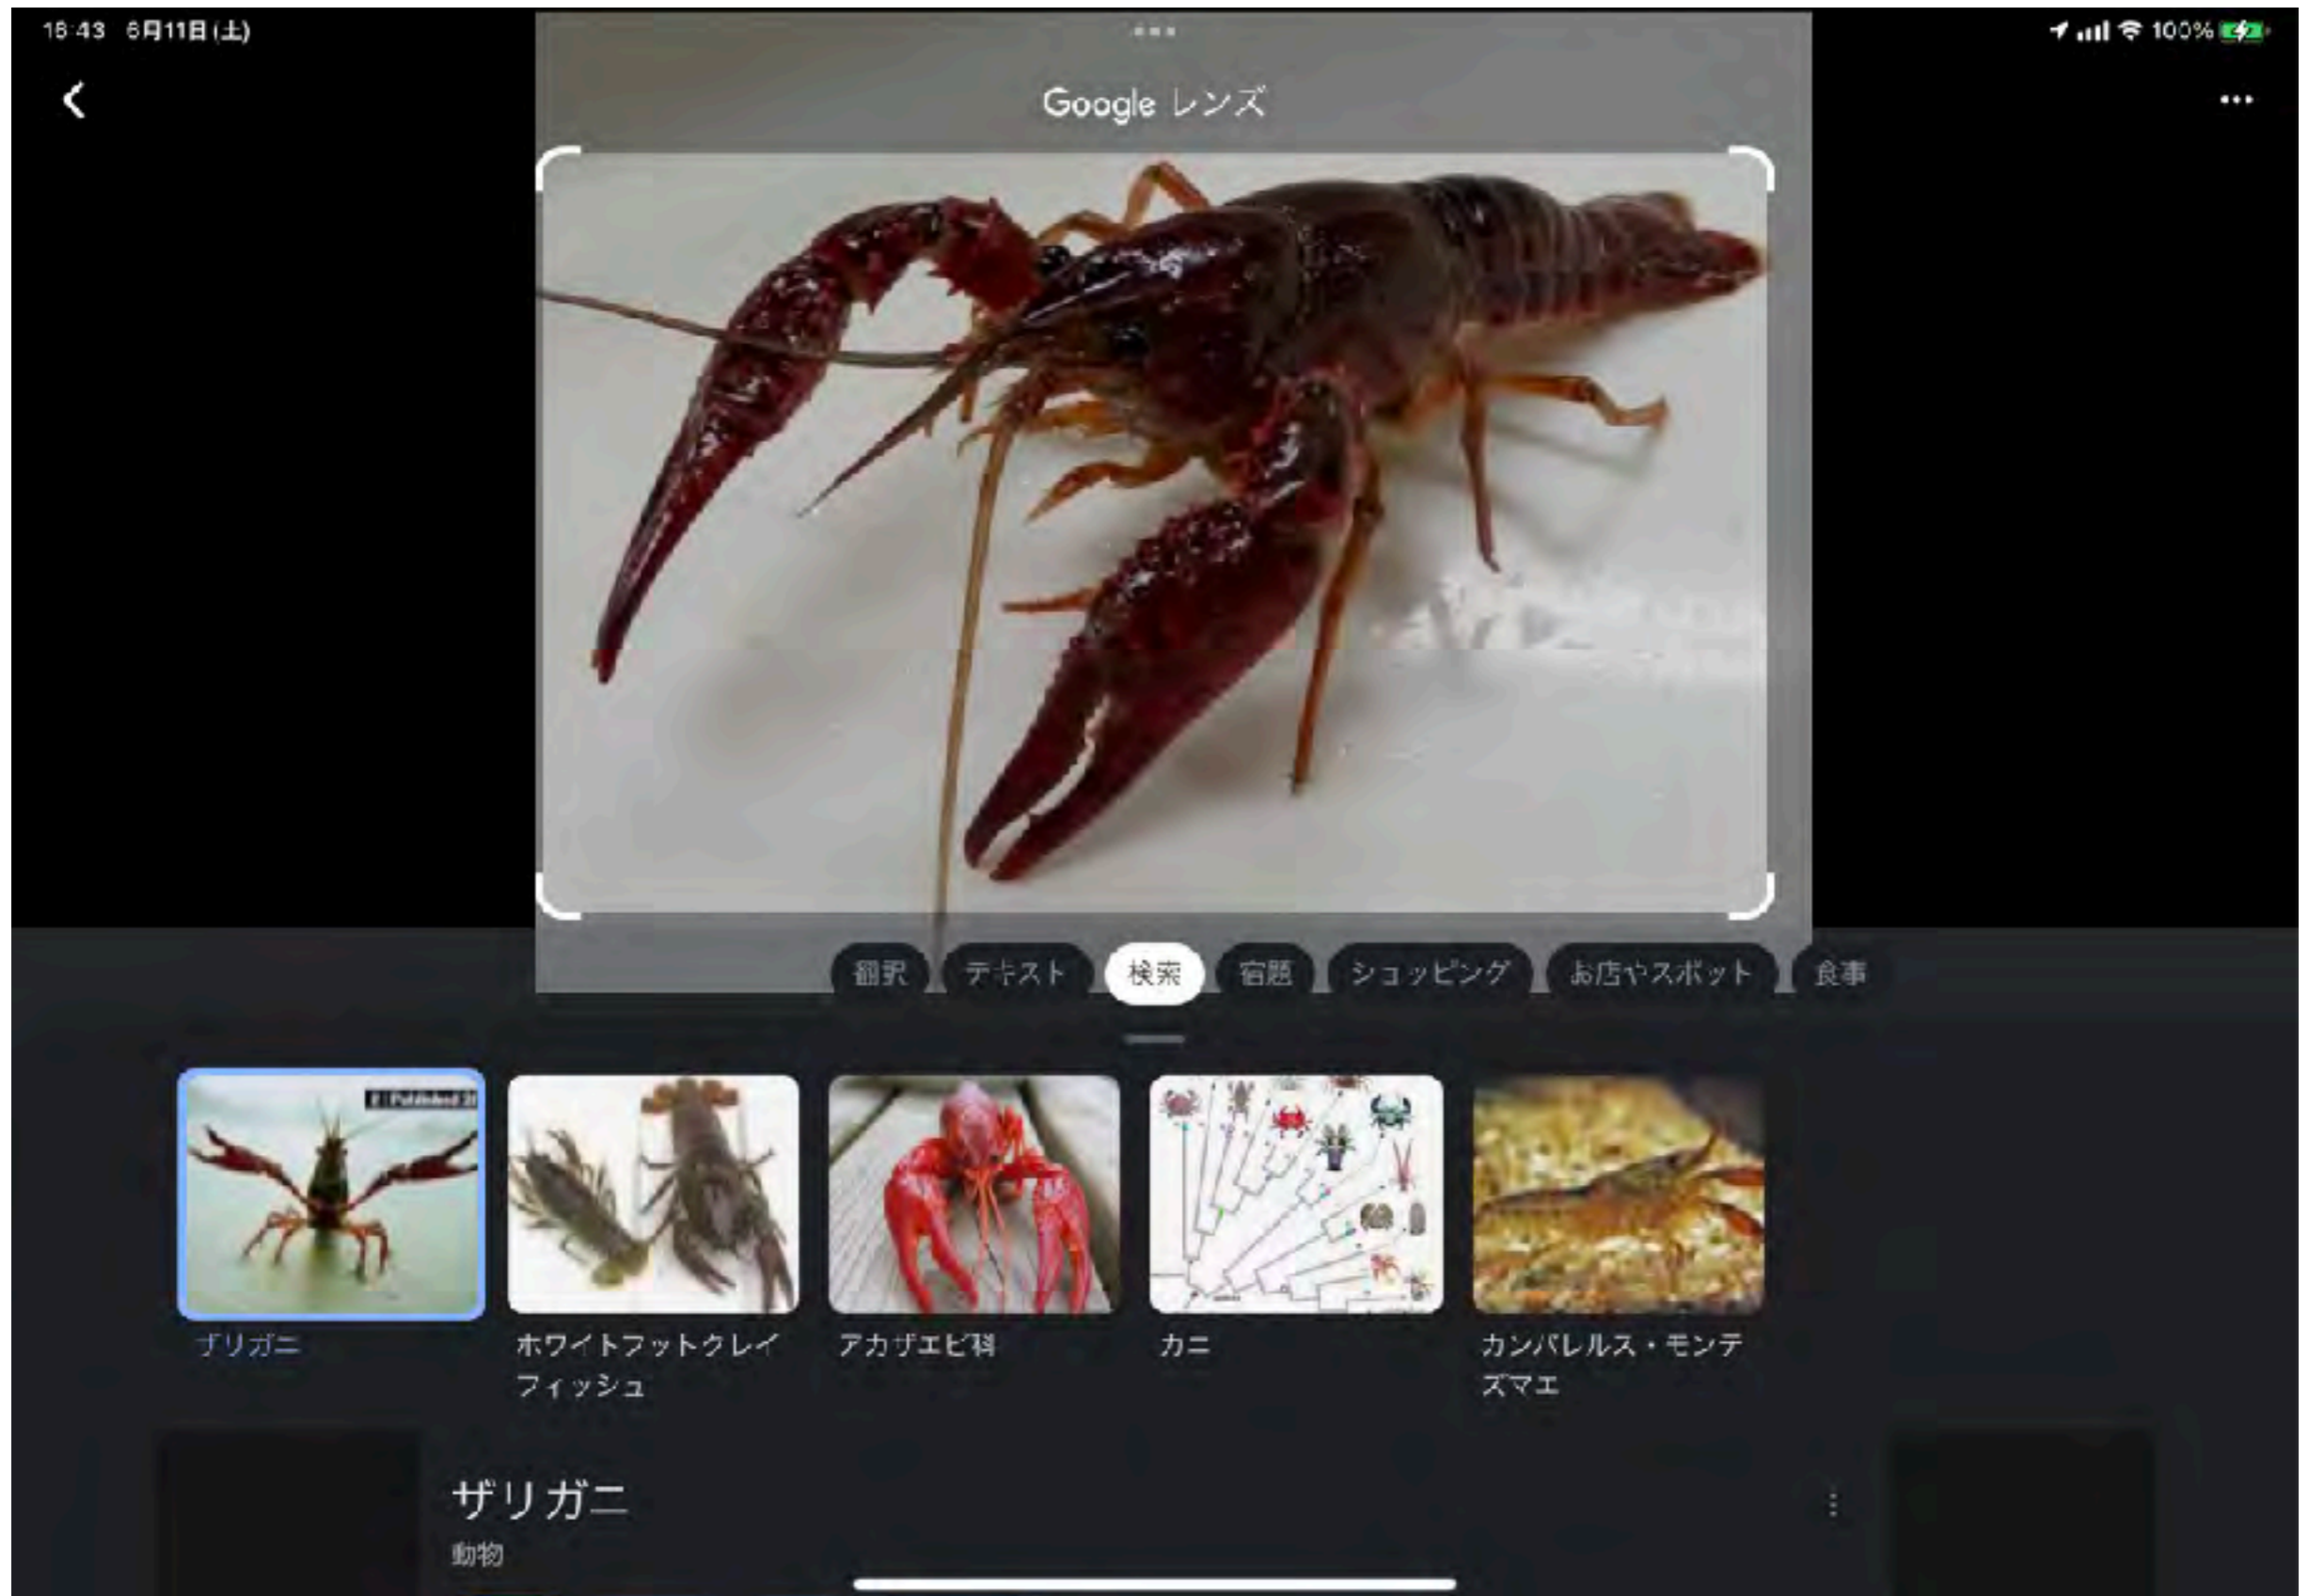 16:43 6月11日(土)
100%
Google レンズ
翻訳 テキスト 検索 宿題 ショッピング お店やスポット 食事
ザリガニ
ホワイトフットクレイ
フィッシュ
アカザエビ科
カニ
カンバレルス・モンテ
ズマエ
ザリガニ
動物